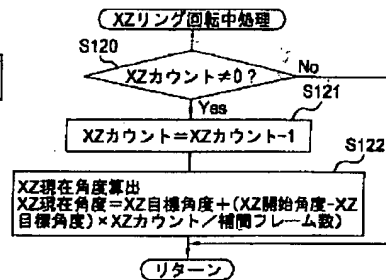 XZリング回転中処理
S120
XZカウント≠0？
No
Yes
S121
XZカウント=XZカウント-1
S122
XZ現在角度算出
XZ現在角度=XZ目標角度+(XZ開始角度-XZ
目標角度)×XZカウント/補間フレーム数)
リターン